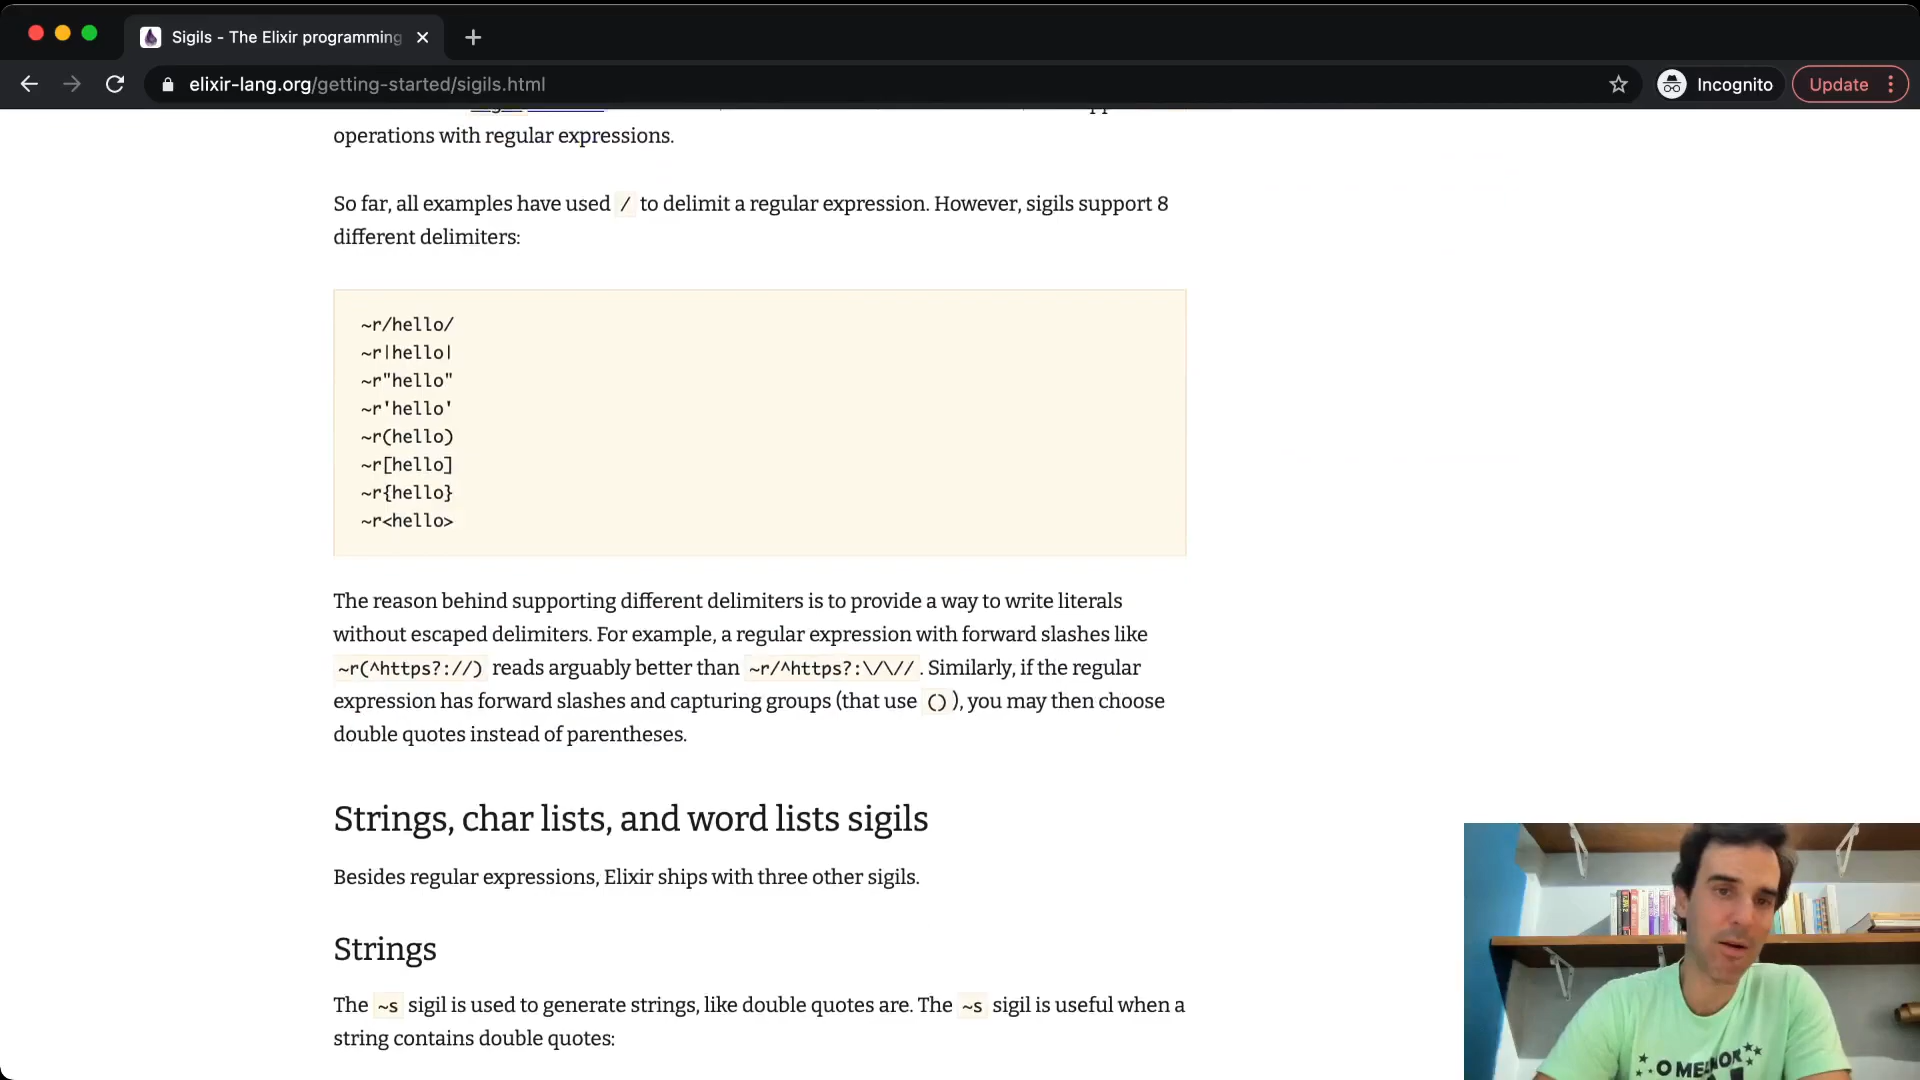 Sigils - The Elixir programming
elixir-lang.org/getting-started/sigils.html
Incognito
Update
operations with regular expressions.
So far, all examples have used / to delimit a regular expression. However, sigils support 8
different delimiters:
~r/hello/
~r|hello|
~r"hello"
~r'hello'
~r(hello)
~r[hello]
~r{hello}
~r<hello>
The reason behind supporting different delimiters is to provide a way to write literals
without escaped delimiters. For example, a regular expression with forward slashes like
~r(^https?://) reads arguably better than ~r/^https?:\/\//. Similarly, if the regular
expression has forward slashes and capturing groups (that use ()), you may then choose
double quotes instead of parentheses.
Strings, char lists, and word lists sigils
Besides regular expressions, Elixir ships with three other sigils.
Strings
The ~s sigil is used to generate strings, like double quotes are. The ~s sigil is useful when a
string contains double quotes: